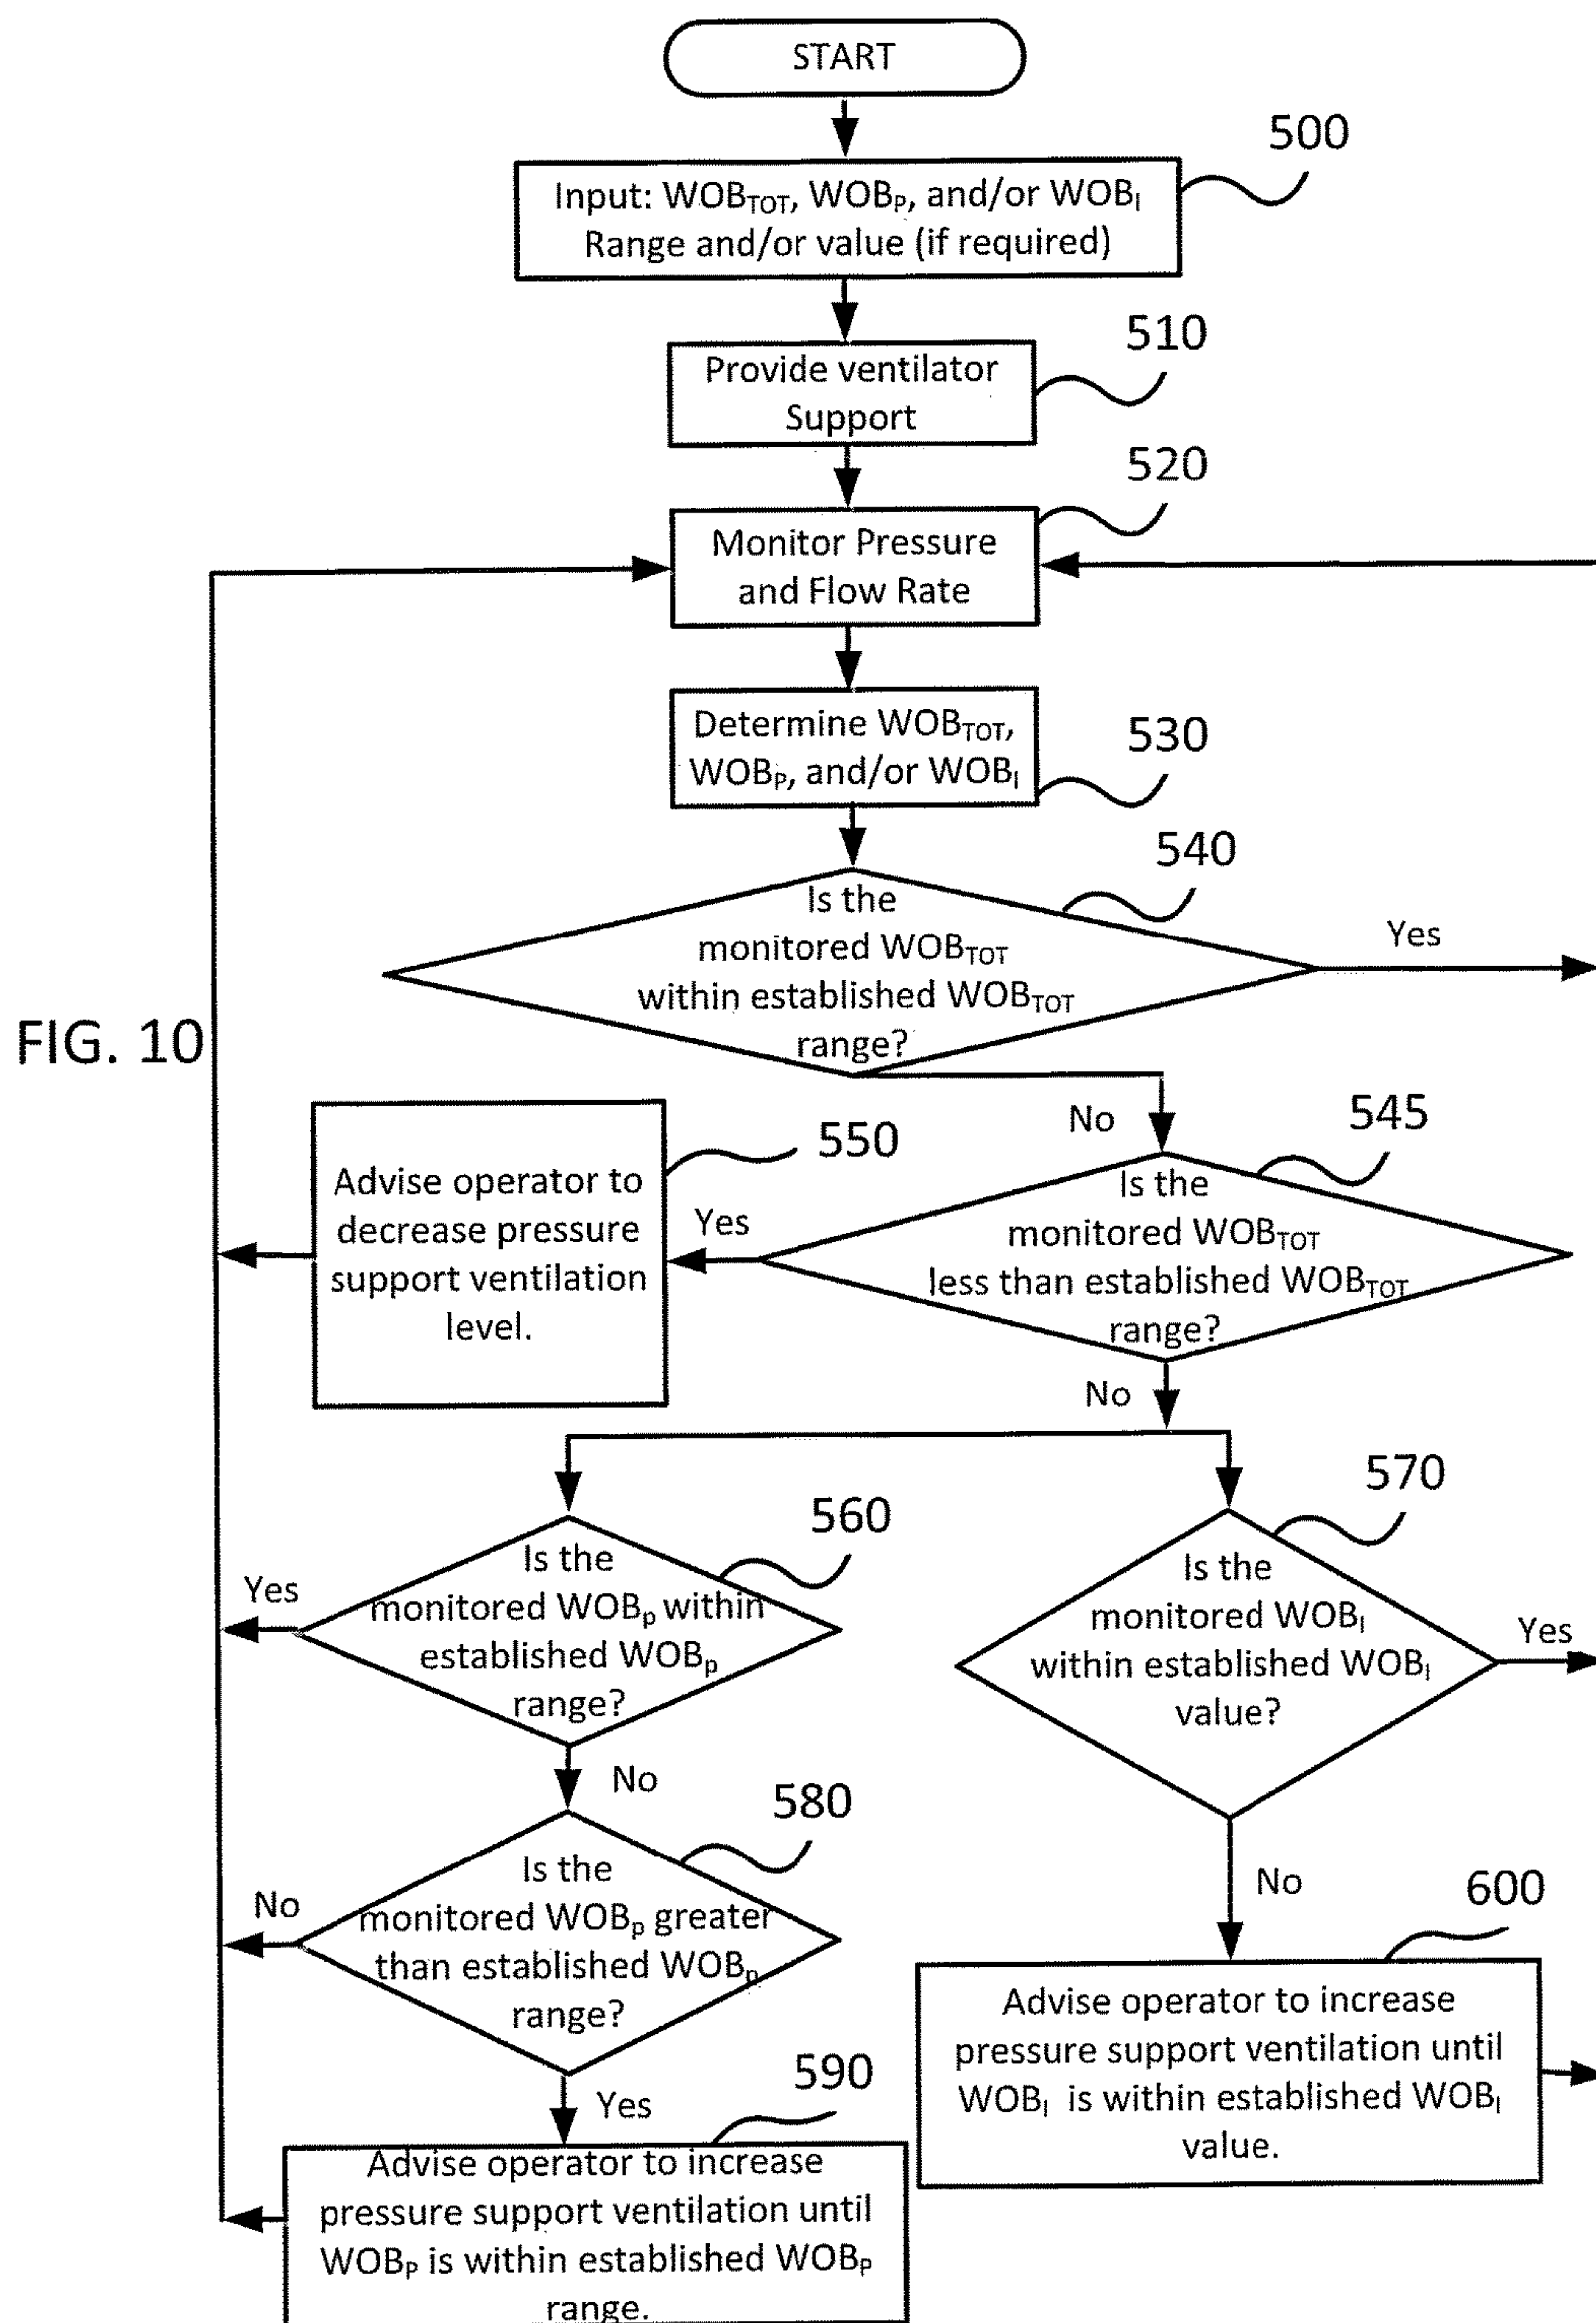 START
500
Input: WOB_TOT, WOB_P, and/or WOB_I
Range and/or value (if required)
510
Provide ventilator
Support
520
Monitor Pressure
and Flow Rate
530
Determine WOB_TOT,
WOB_P, and/or WOB_I
540
Is the
monitored WOB_TOT
within established WOB_TOT
range?
Yes
FIG. 10
No
545
Is the
monitored WOB_TOT
less than established WOB_TOT
range?
Yes
550
Advise operator to
decrease pressure
support ventilation
level.
No
560
Is the
monitored WOB_p within
established WOB_p
range?
Yes
No
570
Is the
monitored WOB_I
within established WOB_I
value?
Yes
No
580
Is the
monitored WOB_p greater
than established WOB_p
range?
No
Yes
590
Advise operator to increase
pressure support ventilation until
WOB_P is within established WOB_P
range.
600
Advise operator to increase
pressure support ventilation until
WOB_I is within established WOB_I
value.